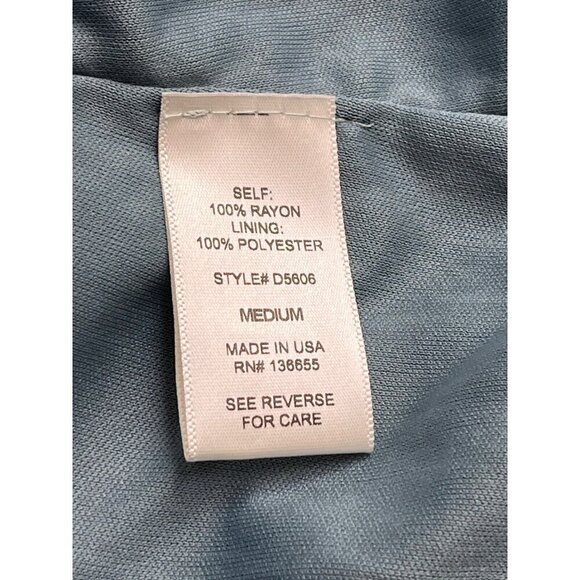 SELF:
100% RAYON
LINING:
100% POLYESTER
STYLE# D5606
MEDIUM
MADE IN USA
RN# 136655
SEE REVERSE
FOR CARE